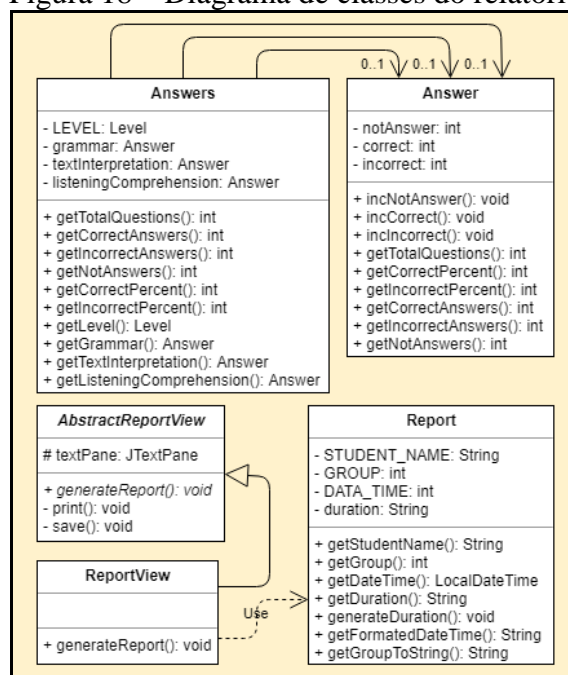 Figura 18 – Diagrama de classes do relatóri
0..1 0..1 0..1
Answers
- LEVEL: Level
- grammar: Answer
- textInterpretation: Answer
- listeningComprehension: Answer
+ getTotalQuestions(): int
+ getCorrectAnswers(): int
+ getIncorrectAnswers(): int
+ getNotAnswers(): int
+ getCorrectPercent(): int
+ getIncorrectPercent(): int
+ getLevel(): Level
+ getGrammar(): Answer
+ getTextInterpretation(): Answer
+ getListeningComprehension(): Answer
Answer
- notAnswer: int
- correct: int
- incorrect: int
+ incNotAnswer(): void
+ incCorrect(): void
+ incIncorrect(): void
+ getTotalQuestions(): int
+ getCorrectPercent(): int
+ getIncorrectPercent(): int
+ getCorrectAnswers(): int
+ getIncorrectAnswers(): int
+ getNotAnswers(): int
AbstractReportView
# textPane: JTextPane
+ generateReport(): void
- print(): void
- save(): void
ReportView
+ generateReport(): void
Use
Report
- STUDENT_NAME: String
- GROUP: int
- DATA_TIME: int
- duration: String
+ getStudentName(): String
+ getGroup(): int
+ getDateTime(): LocalDateTime
+ getDuration(): String
+ generateDuration(): void
+ getFormatedDateTime(): String
+ getGroupToString(): String